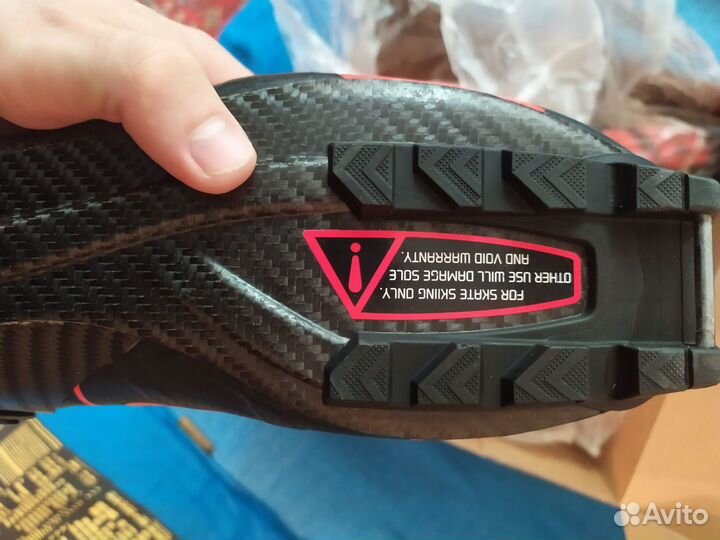 FOR SKATE SKIING ONLY.
OTHER USE WILL DAMAGE SOLE
AND VOID WARRANTY.
Avito